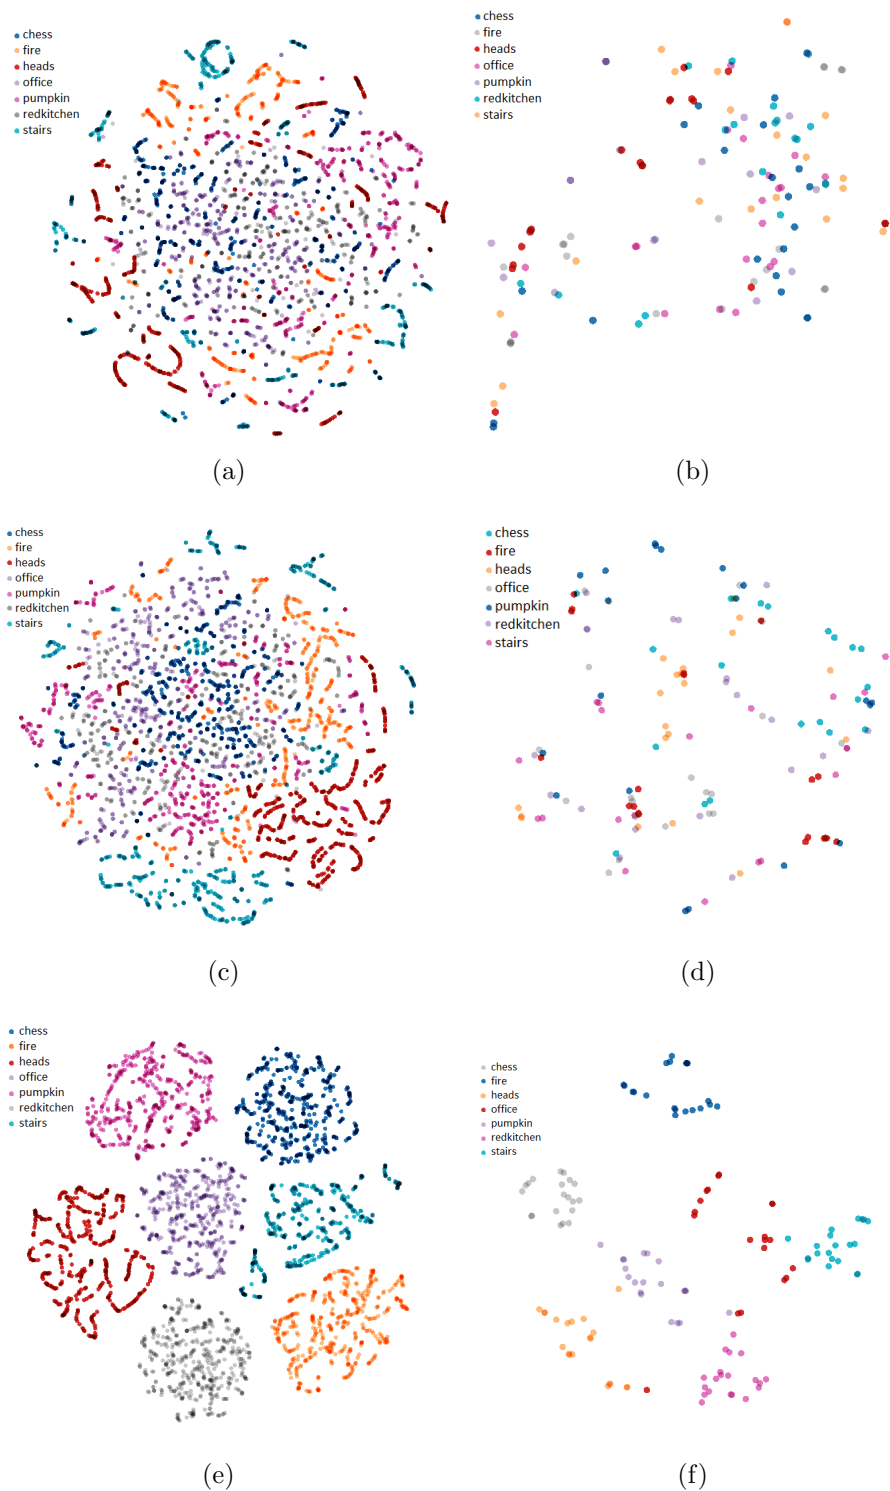 chess
fire
heads
office
pumpkin
redkitchen
stairs
chess
fire
heads
office
pumpkin
redkitchen
stairs
(a)
(b)
chess
fire
heads
office
pumpkin
redkitchen
stairs
chess
fire
heads
office
pumpkin
redkitchen
stairs
(c)
(d)
chess
fire
heads
office
pumpkin
redkitchen
stairs
chess
fire
heads
office
pumpkin
redkitchen
stairs
(e)
(f)